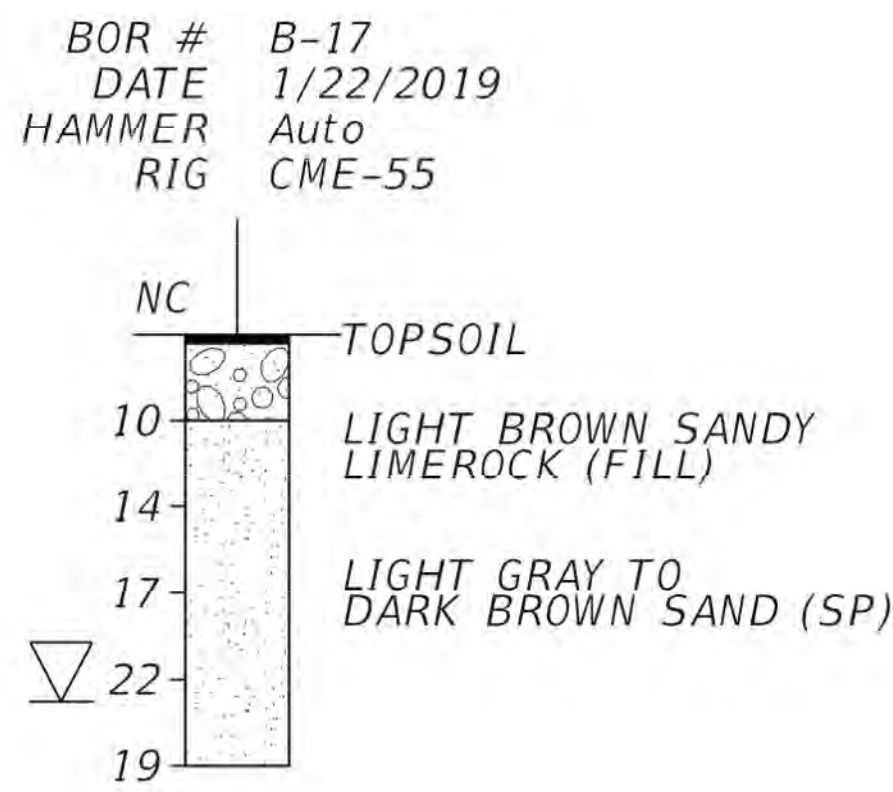 BOR # B-17
DATE 1/22/2019
HAMMER Auto
RIG CME-55
NC
TOPSOIL
10
LIGHT BROWN SANDY
LIMEROCK (FILL)
14
17
LIGHT GRAY TO
DARK BROWN SAND (SP)
22
19